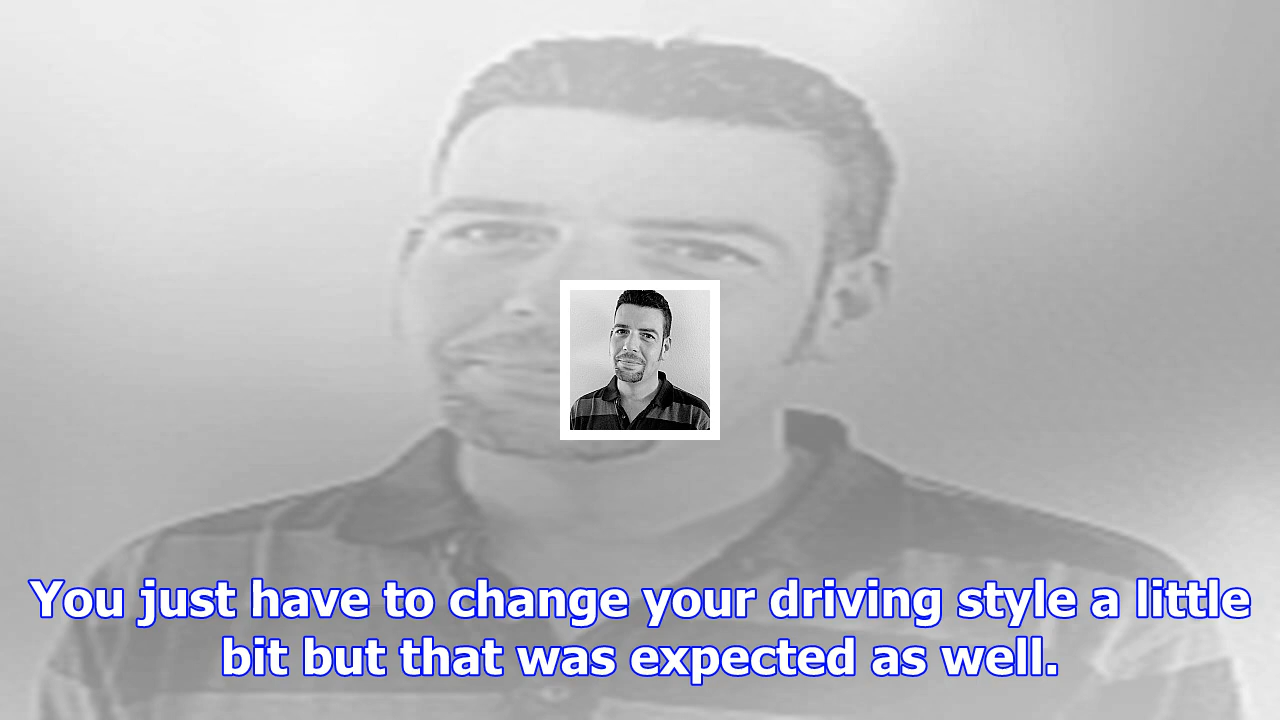 You just have to change your driving style a little
bit but that was expected as well.